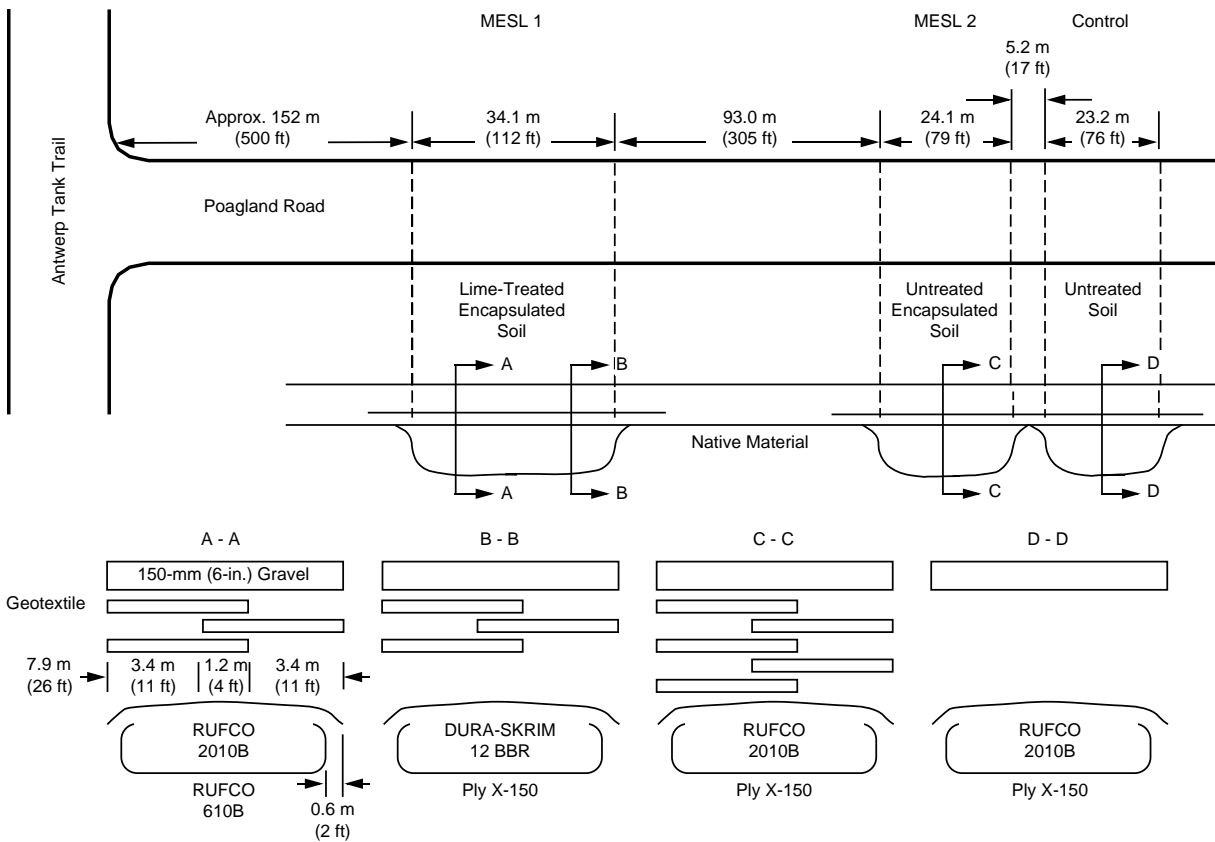 MESL 1
MESL 2
Control
5.2 m
(17 ft)
Approx. 152 m
(500 ft)
34.1 m
(112 ft)
93.0 m
(305 ft)
24.1 m
(79 ft)
23.2 m
(76 ft)
Antwerp Tank Trail
Poagland Road
Lime-Treated
Encapsulated
Soil
Untreated
Encapsulated
Soil
Untreated
Soil
A
B
C
D
Native Material
A
B
C
D
A - A
B - B
C - C
D - D
150-mm (6-in.) Gravel
Geotextile
7.9 m
(26 ft)
3.4 m
(11 ft)
1.2 m
(4 ft)
3.4 m
(11 ft)
RUFCO
2010B
DURA-SKRIM
12 BBR
RUFCO
2010B
RUFCO
2010B
RUFCO
610B
0.6 m
(2 ft)
Ply X-150
Ply X-150
Ply X-150